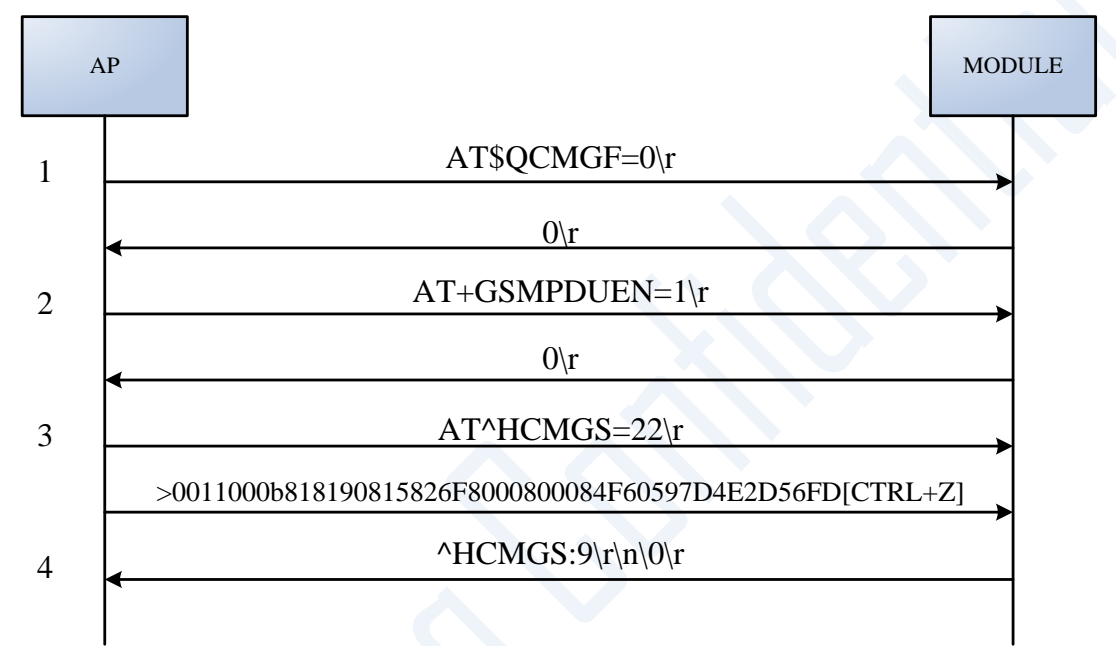 AP
MODULE
1
AT$QCMGF=0\r
0\r
2
AT+GSMPDUEN=1\r
0\r
3
AT^HCMGS=22\r
>0011000b818190815826F8000800084F60597D4E2D56FD[CTRL+Z]
^HCMGS:9\r\n\0\r
4
Confidential